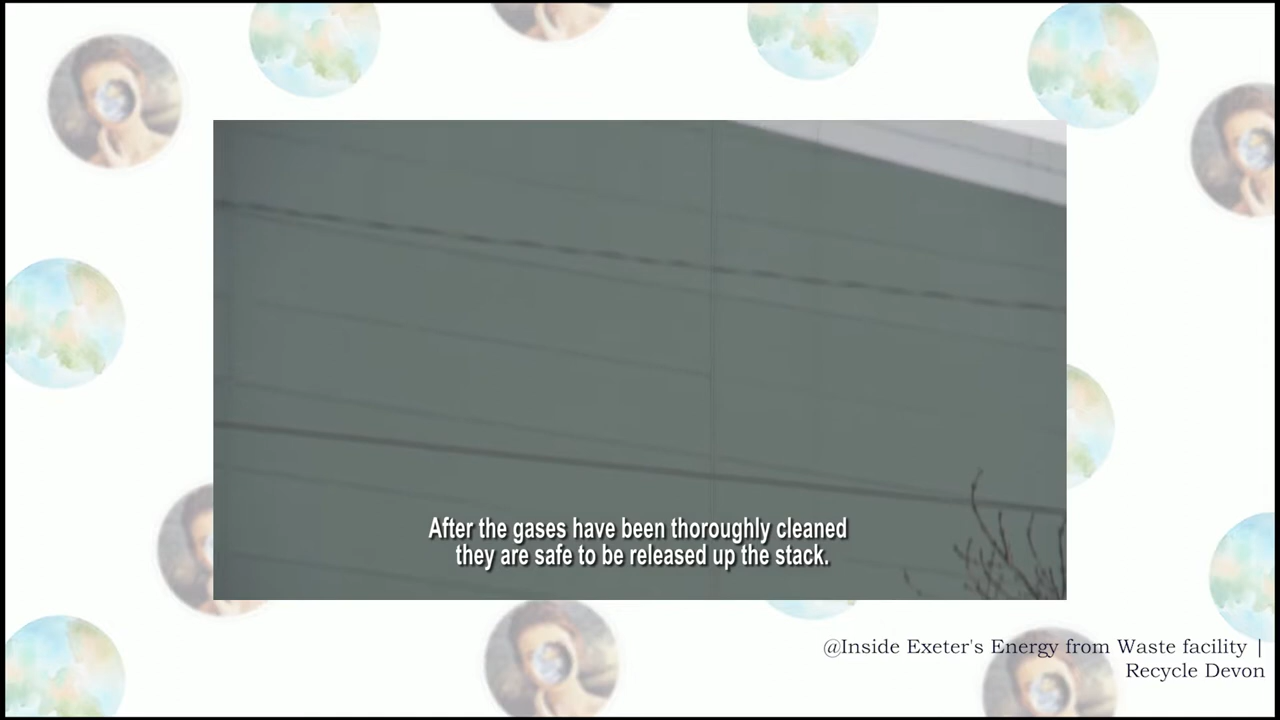 After the gases have been thoroughly cleaned
they are safe to be released up the stack.
@Inside Exeter's Energy from Waste facility |
Recycle Devon